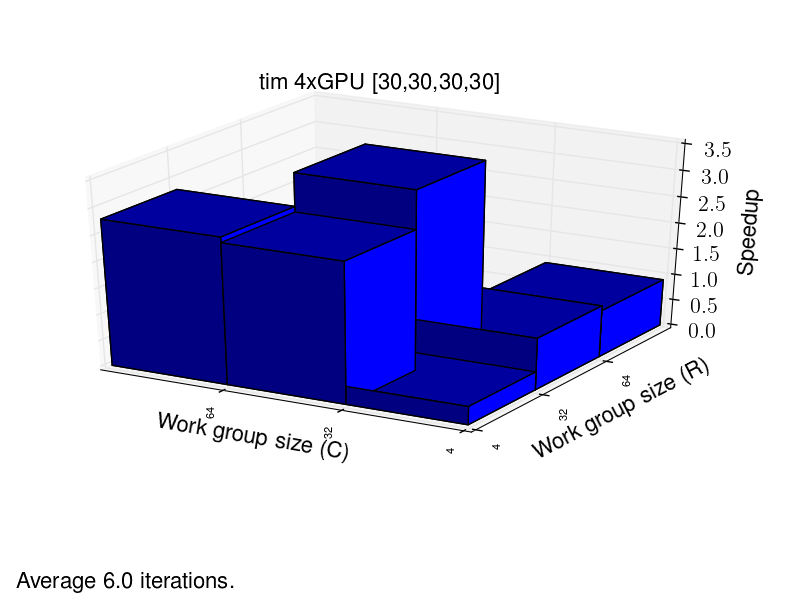 tim 4xGPU [30,30,30,30]
3.5
3.0
2.5
2.0
1.5
1.0
0.5
0.0
Speedup
64
32
4
Work group size (C)
4
32
64
Work group size (R)
Average 6.0 iterations.